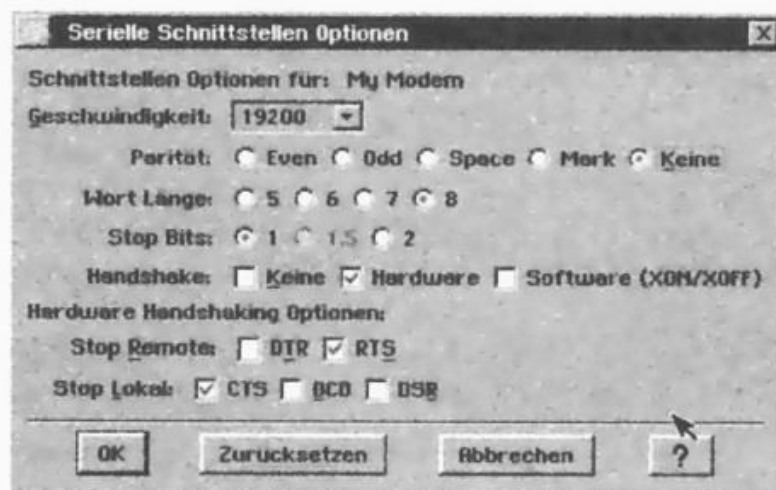 Serielle Schnittstellen Optionen
Schnittstellen Optionen für: My Modem
Geschwindigkeit: 19200
Parität: Even Odd Space Mark Keine
Wort Länge: 5 6 7 8
Stop Bits: 1 1.5 2
Handshake: Keine Hardware Software (XON/XOFF)
Hardware Handshaking Optionen:
Stop Remote: DTR RTS
Stop Lokal: CTS DCD DSR
OK Zurücksetzen Abbrechen ?